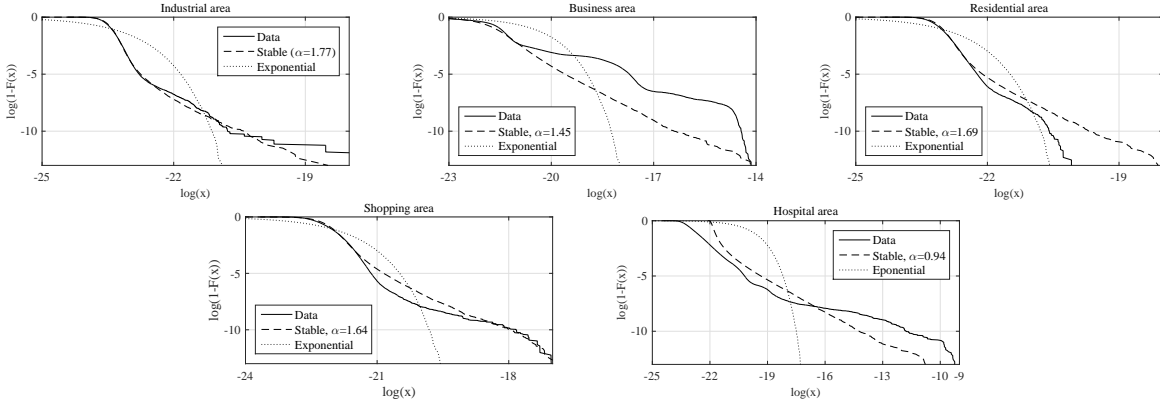 Industrial area
0
-5
-10
log(1-F(x))
Data
Stable (α=1.77)
Exponential
-25
-22
-19
log(x)
Business area
0
-5
-10
log(1-F(x))
Data
Stable, α=1.45
Exponential
-23
-20
-17
-14
log(x)
Residential area
0
-5
-10
log(1-F(x))
Data
Stable, α=1.69
Exponential
-25
-22
-19
log(x)
Shopping area
0
-5
-10
log(1-F(x))
Data
Stable, α=1.64
Exponential
-24
-21
-18
log(x)
Hospital area
0
-5
-10
log(1-F(x))
Data
Stable, α=0.94
Eponential
-25
-22
-19
-16
-13
-10
-9
log(x)